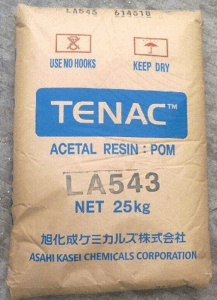 LA543 614510
USE NO HOOKS
KEEP DRY
TENAC™
ACETAL RESIN : POM
LA543
NET 25kg
旭化成ケミカルズ株式会社
ASAHI KASEI CHEMICALS CORPORATION